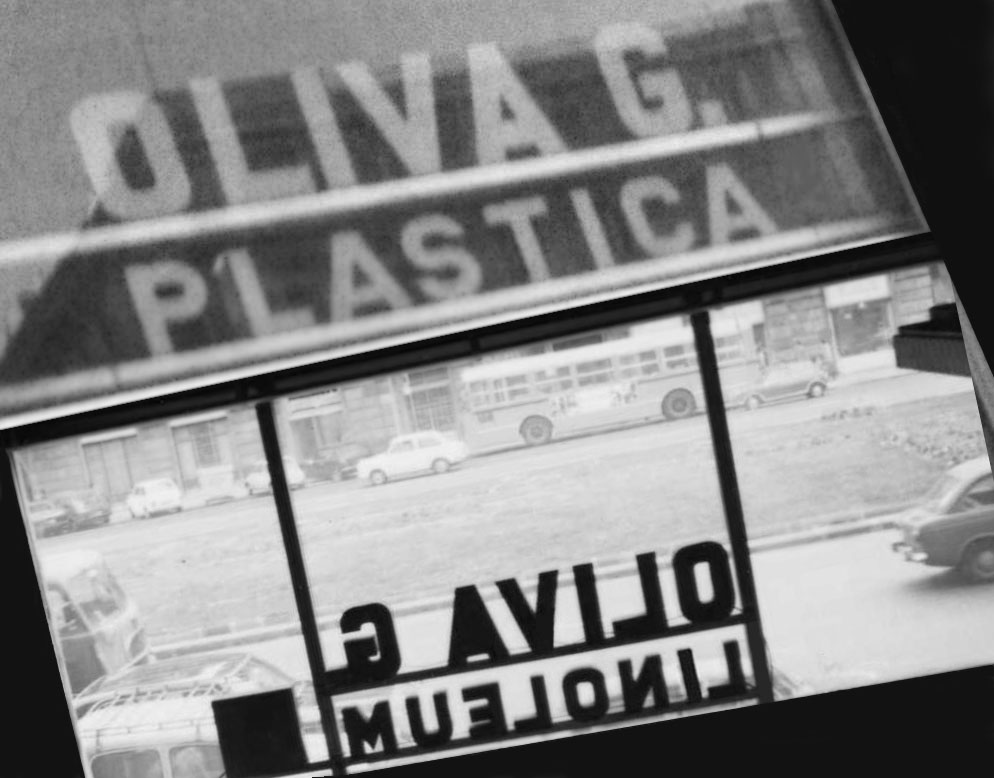 OLIVA G.
PLASTICA
OLIVA G
LINOLEUM